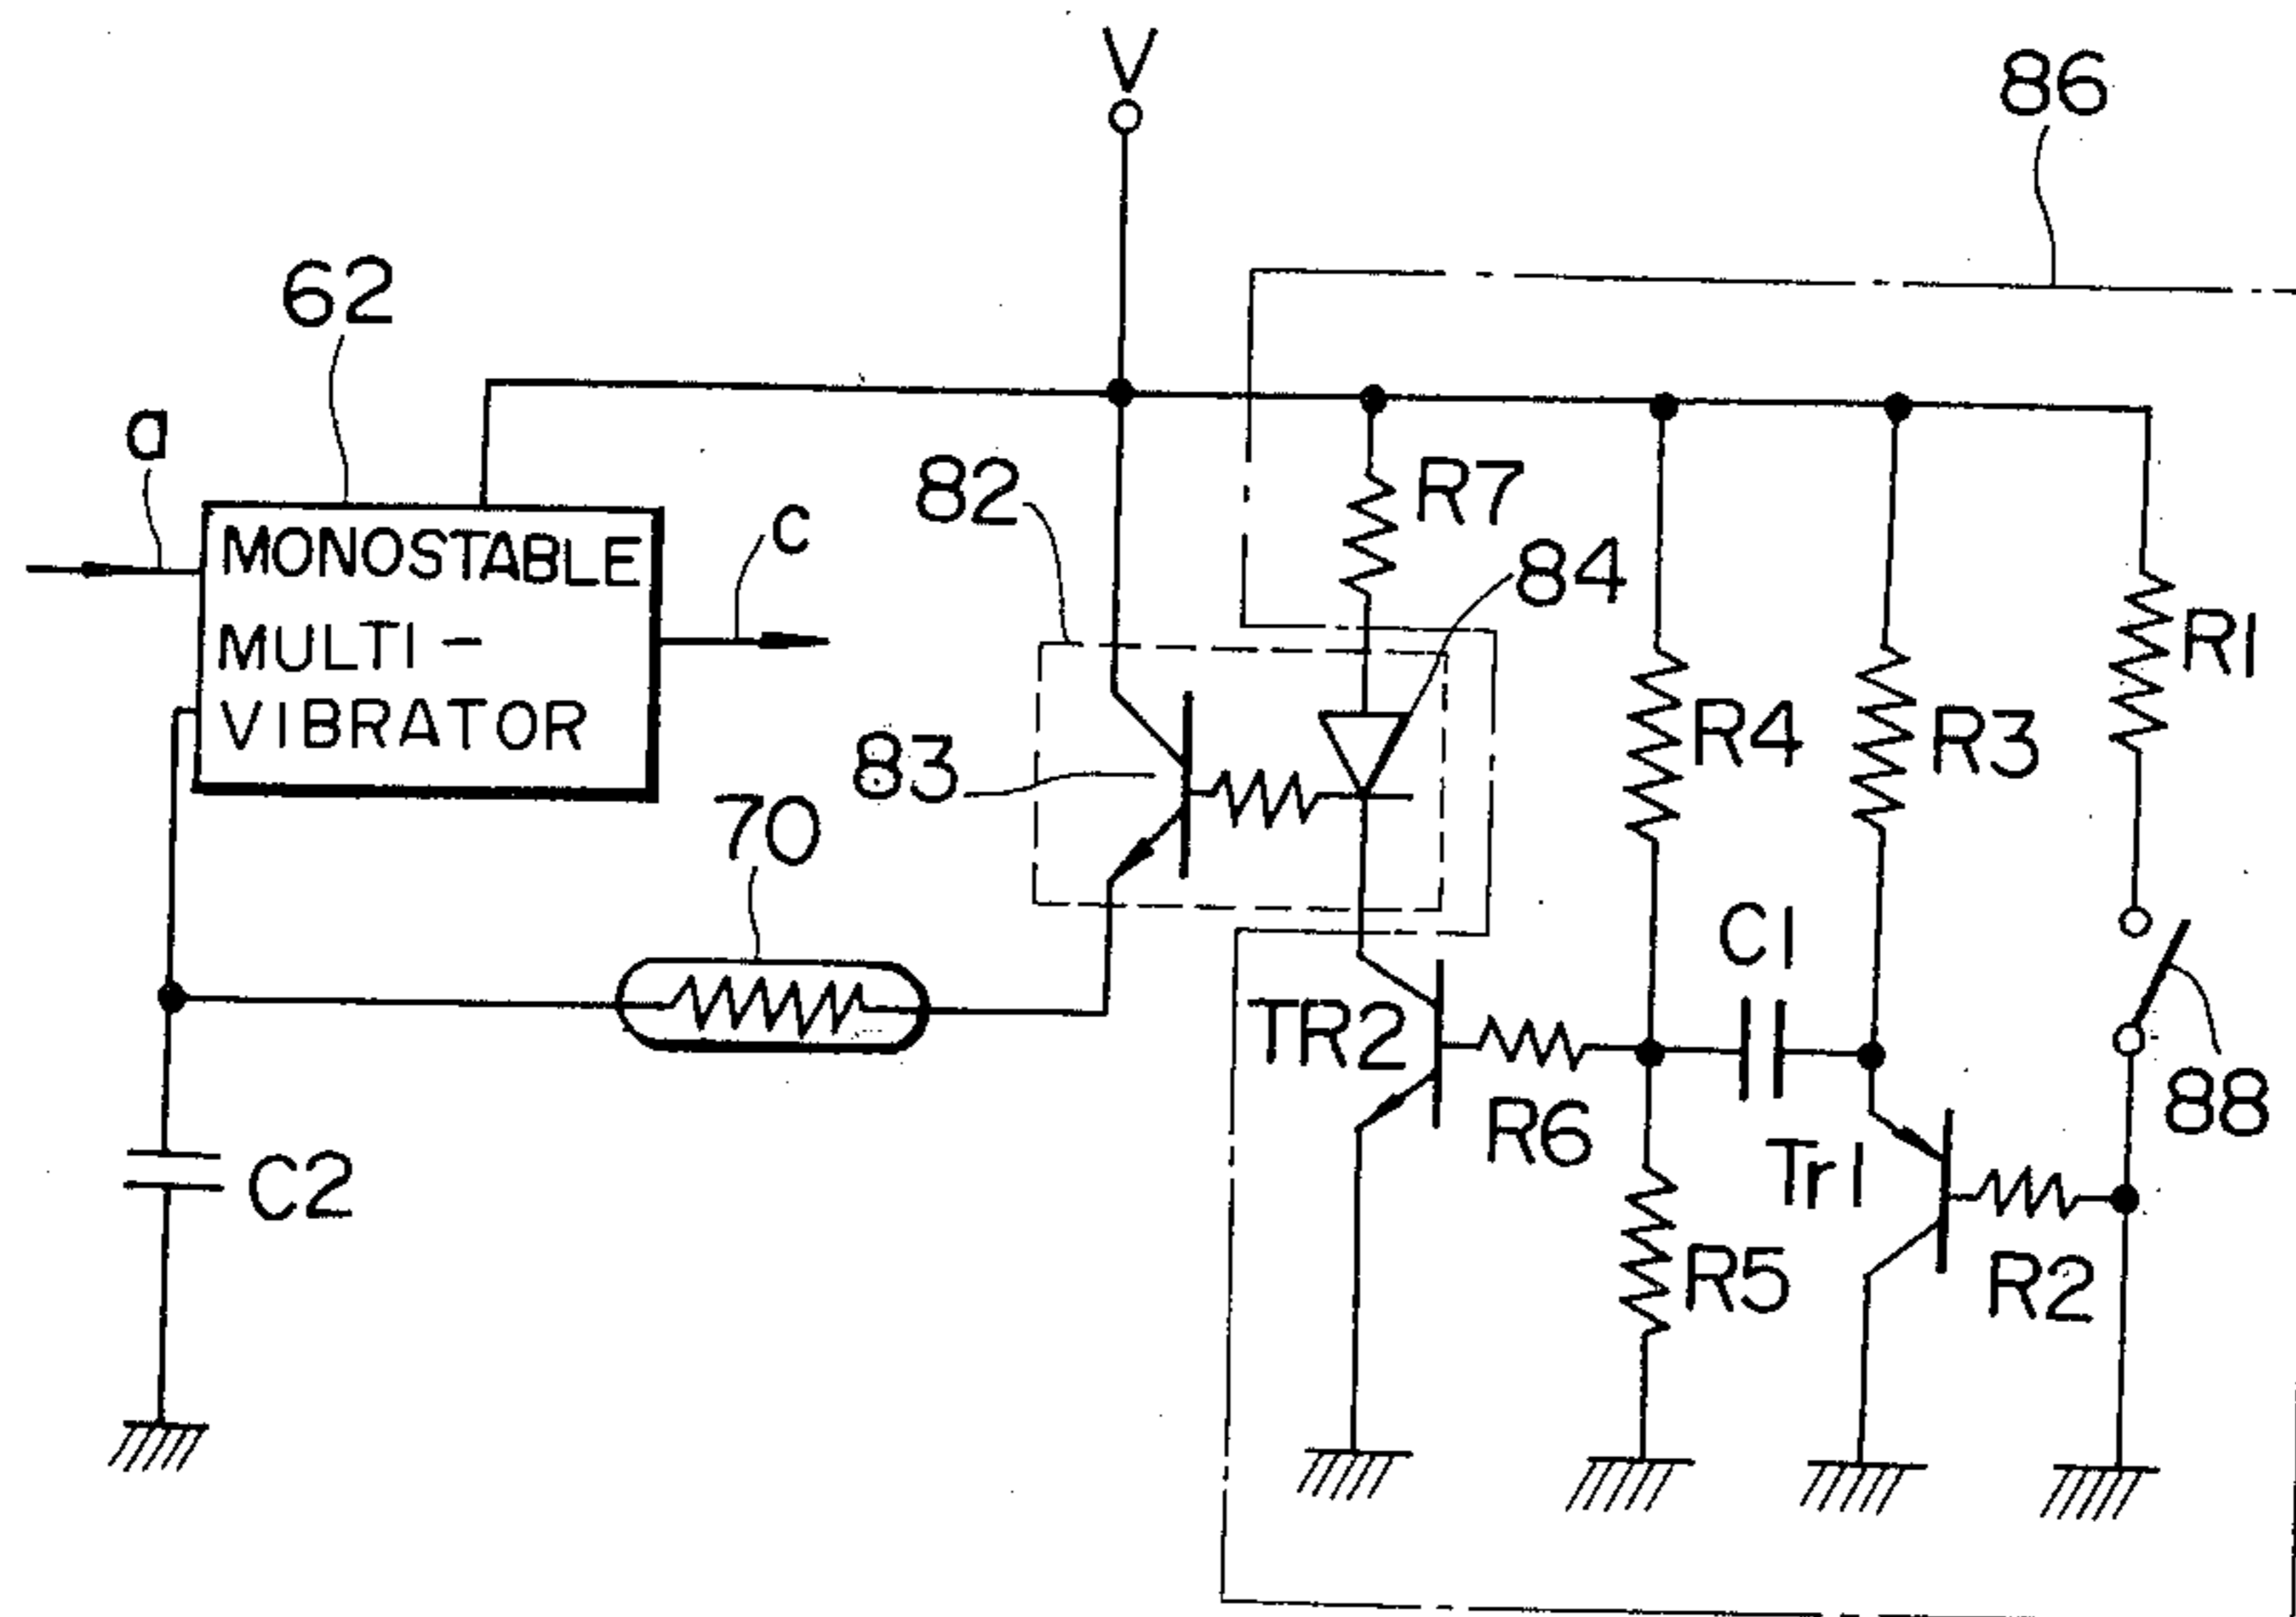 V
86
62
a
82
R7
c
84
MONOSTABLE
MULTI-
VIBRATOR
R1
R4
R3
83
70
C1
TR2
88
R6
Tr1
C2
R5
R2